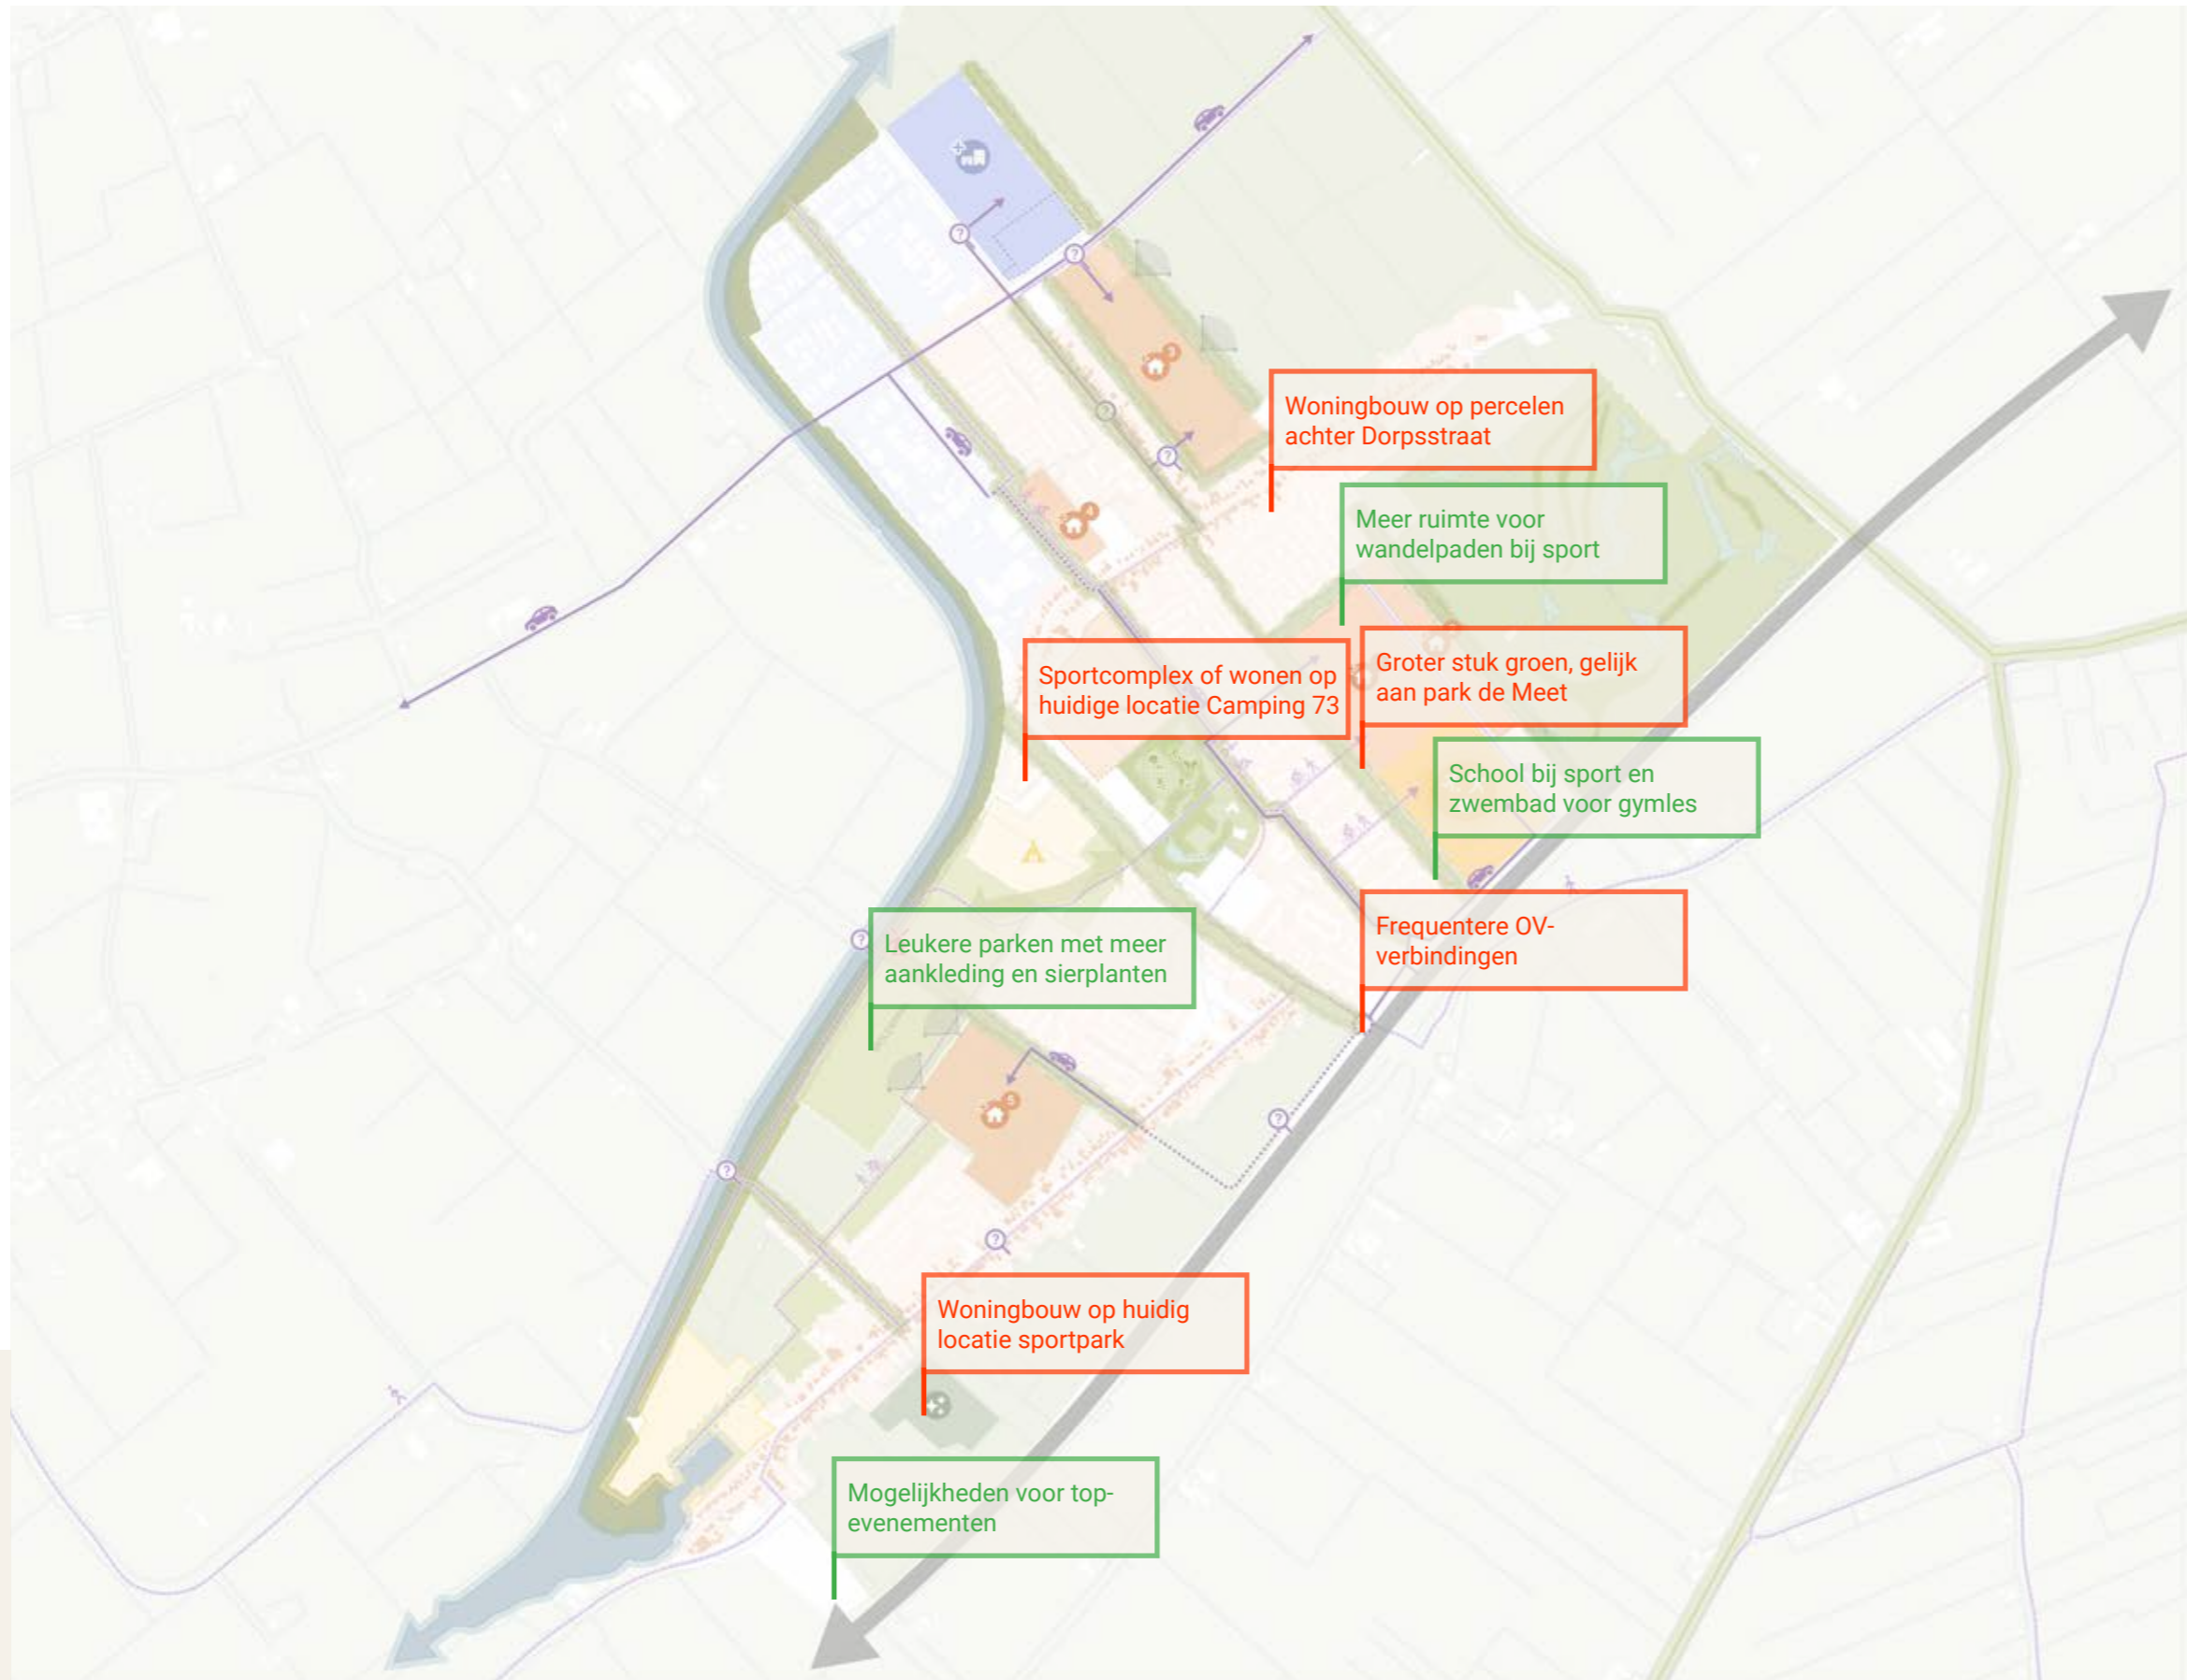 Woningbouw op percelen
achter Dorpsstraat
Meer ruimte voor
wandelpaden bij sport
Sportcomplex of wonen op
huidige locatie Camping 73
Groter stuk groen, gelijk
aan park de Meet
School bij sport en
zwembad voor gymles
Frequentere OV-
verbindingen
Leukere parken met meer
aankleding en sierplanten
Woningbouw op huidig
locatie sportpark
Mogelijkheden voor top-
evenementen